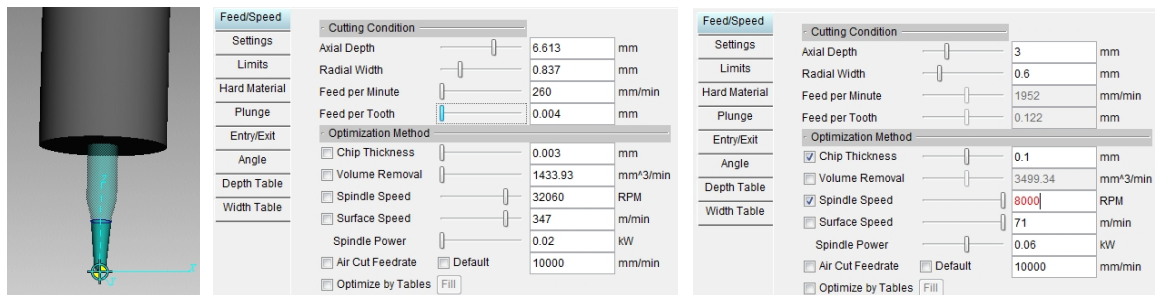 Z
X
Feed/Speed
Settings
Limits
Hard Material
Plunge
Entry/Exit
Angle
Depth Table
Width Table
Cutting Condition
Axial Depth 6.613 mm
Radial Width 0.837 mm
Feed per Minute 260 mm/min
Feed per Tooth 0.004 mm
Optimization Method
Chip Thickness 0.003 mm
Volume Removal 1433.93 mm^3/min
Spindle Speed 32060 RPM
Surface Speed 347 m/min
Spindle Power 0.02 kW
Air Cut Feedrate Default 10000 mm/min
Optimize by Tables Fill
Feed/Speed
Settings
Limits
Hard Material
Plunge
Entry/Exit
Angle
Depth Table
Width Table
Cutting Condition
Axial Depth 3 mm
Radial Width 0.6 mm
Feed per Minute 1952 mm/min
Feed per Tooth 0.122 mm
Optimization Method
Chip Thickness 0.1 mm
Volume Removal 3499.34 mm^3/min
Spindle Speed 8000 RPM
Surface Speed 71 m/min
Spindle Power 0.06 kW
Air Cut Feedrate Default 10000 mm/min
Optimize by Tables Fill